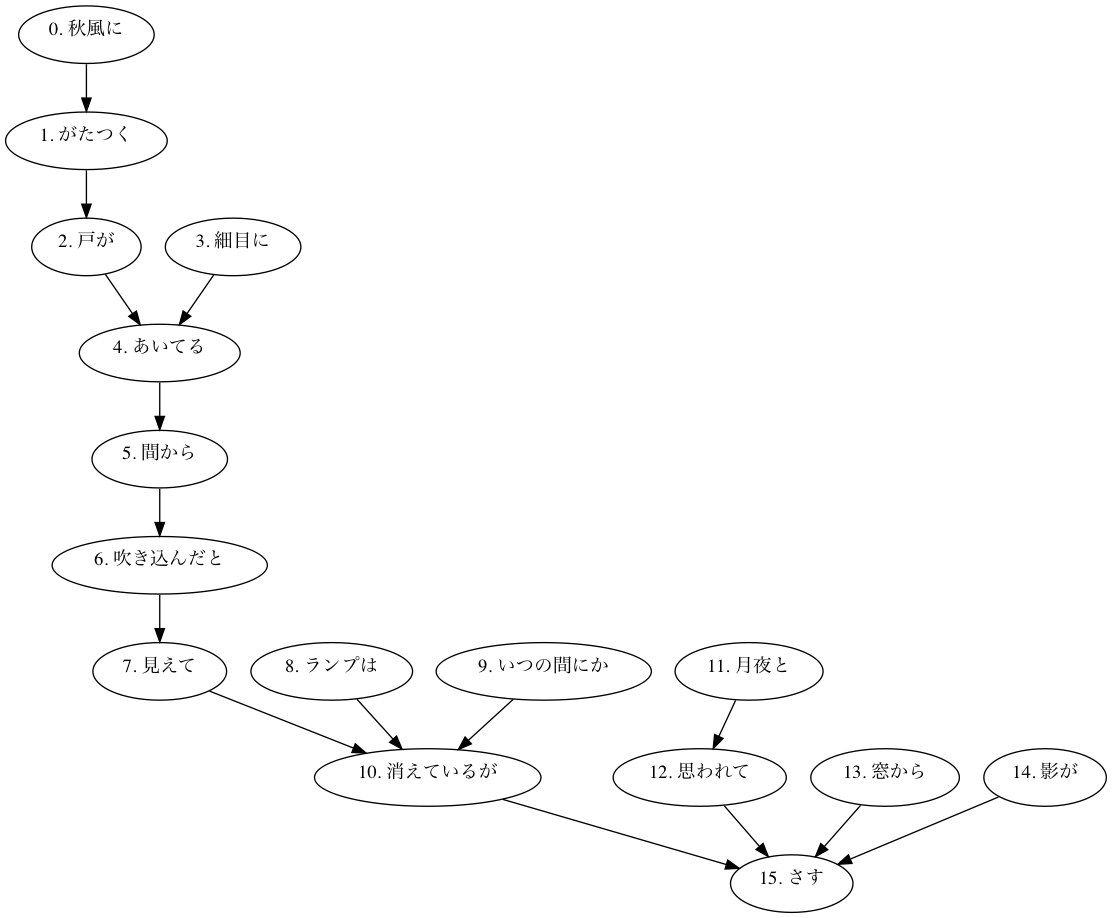 0. 秋風に
1. がたつく
2. 戸が
3. 細目に
4. あいてる
5. 間から
6. 吹き込んだと
7. 見えて
8. ランプは
9. いつの間にか
11. 月夜と
10. 消えているが
12. 思われて
13. 窓から
14. 影が
15. さす